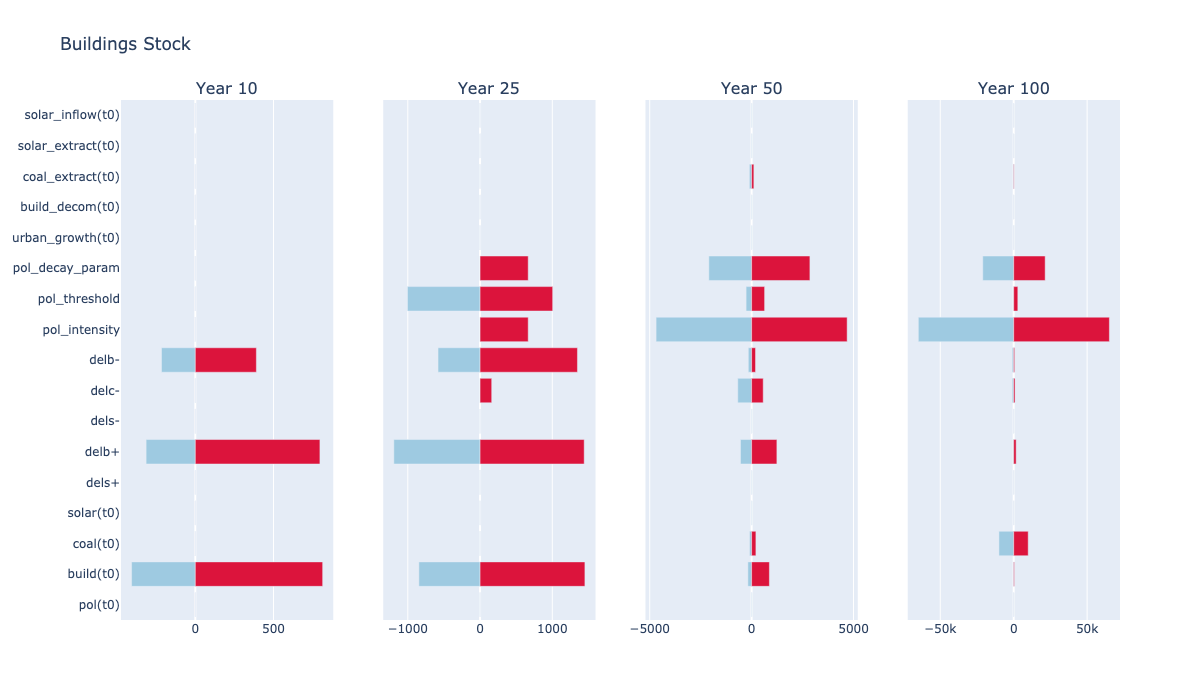 Buildings Stock
Year 10
Year 25
Year 50
Year 100
solar_inflow(t0)
solar_extract(t0)
coal_extract(t0)
build_decom(t0)
urban_growth(t0)
pol_decay_param
pol_threshold
pol_intensity
delb-
delc-
dels-
delb+
dels+
solar(t0)
coal(t0)
build(t0)
pol(t0)
0 500
−1000 0 1000
−5000 0 5000
−50k 0 50k